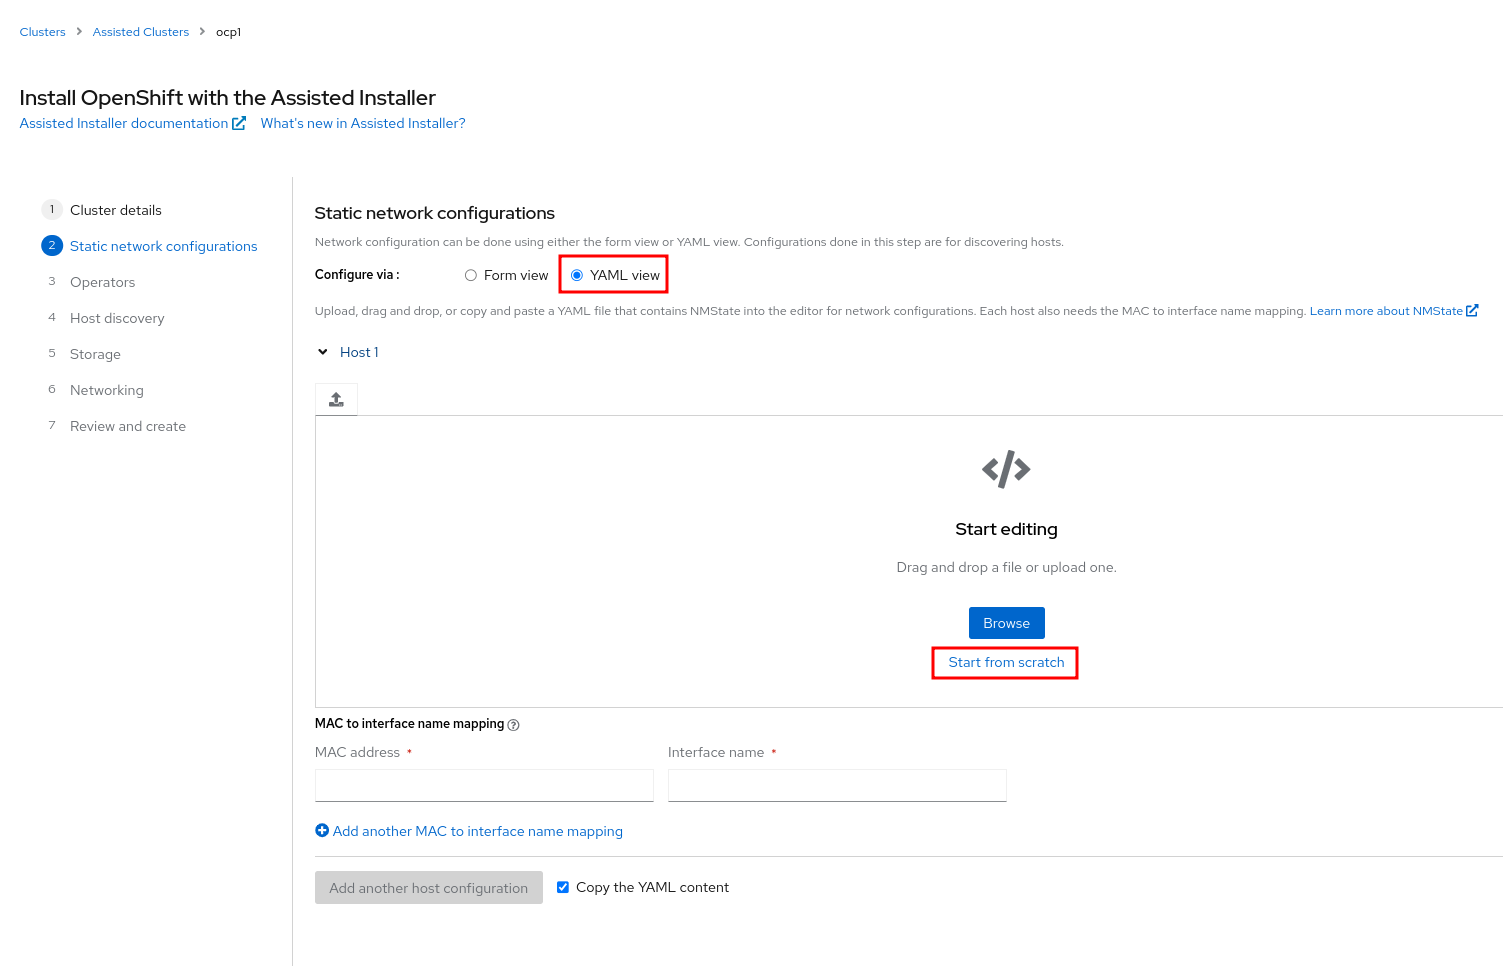 Clusters > Assisted Clusters > ocp1
Install OpenShift with the Assisted Installer
Assisted Installer documentation What's new in Assisted Installer?
1 Cluster details
2 Static network configurations
3 Operators
4 Host discovery
5 Storage
6 Networking
7 Review and create
Static network configurations
Network configuration can be done using either the form view or YAML view. Configurations done in this step are for discovering hosts.
Configure via : Form view YAML view
Upload, drag and drop, or copy and paste a YAML file that contains NMState into the editor for network configurations. Each host also needs the MAC to interface name mapping. Learn more about NMState
Host 1
</>
Start editing
Drag and drop a file or upload one.
Browse
Start from scratch
MAC to interface name mapping ?
MAC address * Interface name *
Add another MAC to interface name mapping
Add another host configuration Copy the YAML content